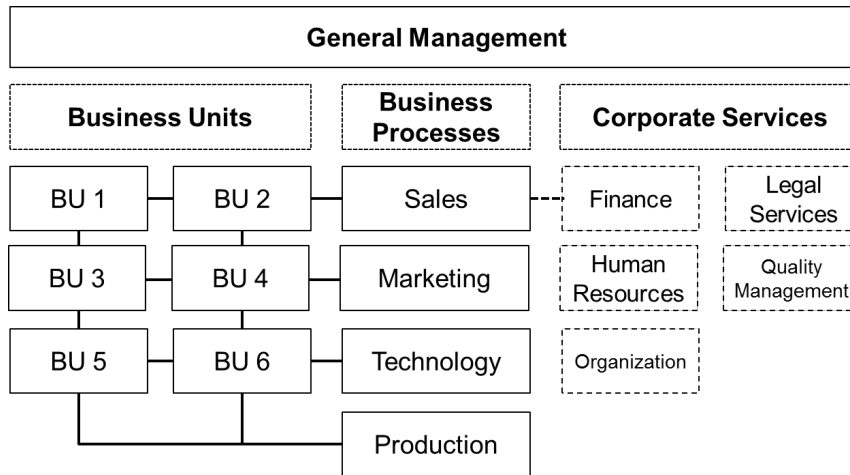 General Management
Business Units
Business
Processes
Corporate Services
BU 1
BU 2
Sales
Finance
Legal
Services
BU 3
BU 4
Marketing
Human
Resources
Quality
Management
BU 5
BU 6
Technology
Organization
Production